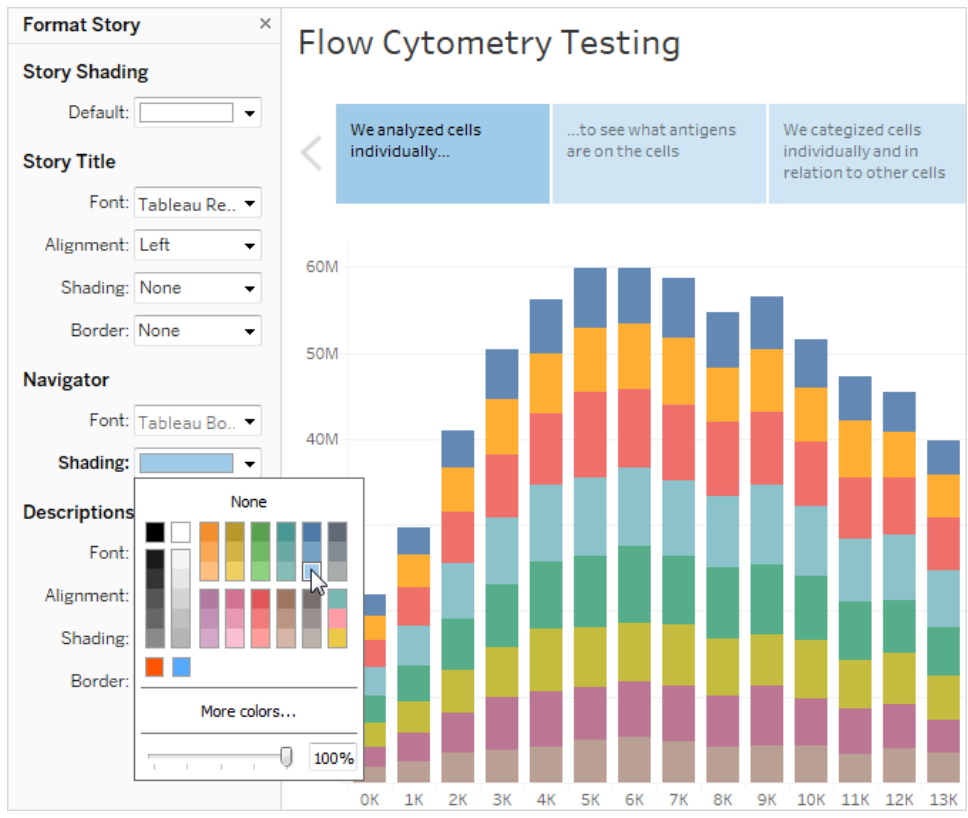 Format Story
×
Story Shading
Default:
Story Title
Font: Tableau Re..
Alignment: Left
Shading: None
Border: None
Navigator
Font: Tableau Bo..
Shading:
None
Descriptions
Font:
Alignment:
Shading:
Border:
More colors...
100%
Flow Cytometry Testing
We analyzed cells
individually...
...to see what antigens
are on the cells
We categized cells
individually and in
relation to other cells
60M
50M
40M
0K 1K 2K 3K 4K 5K 6K 7K 8K 9K 10K 11K 12K 13K